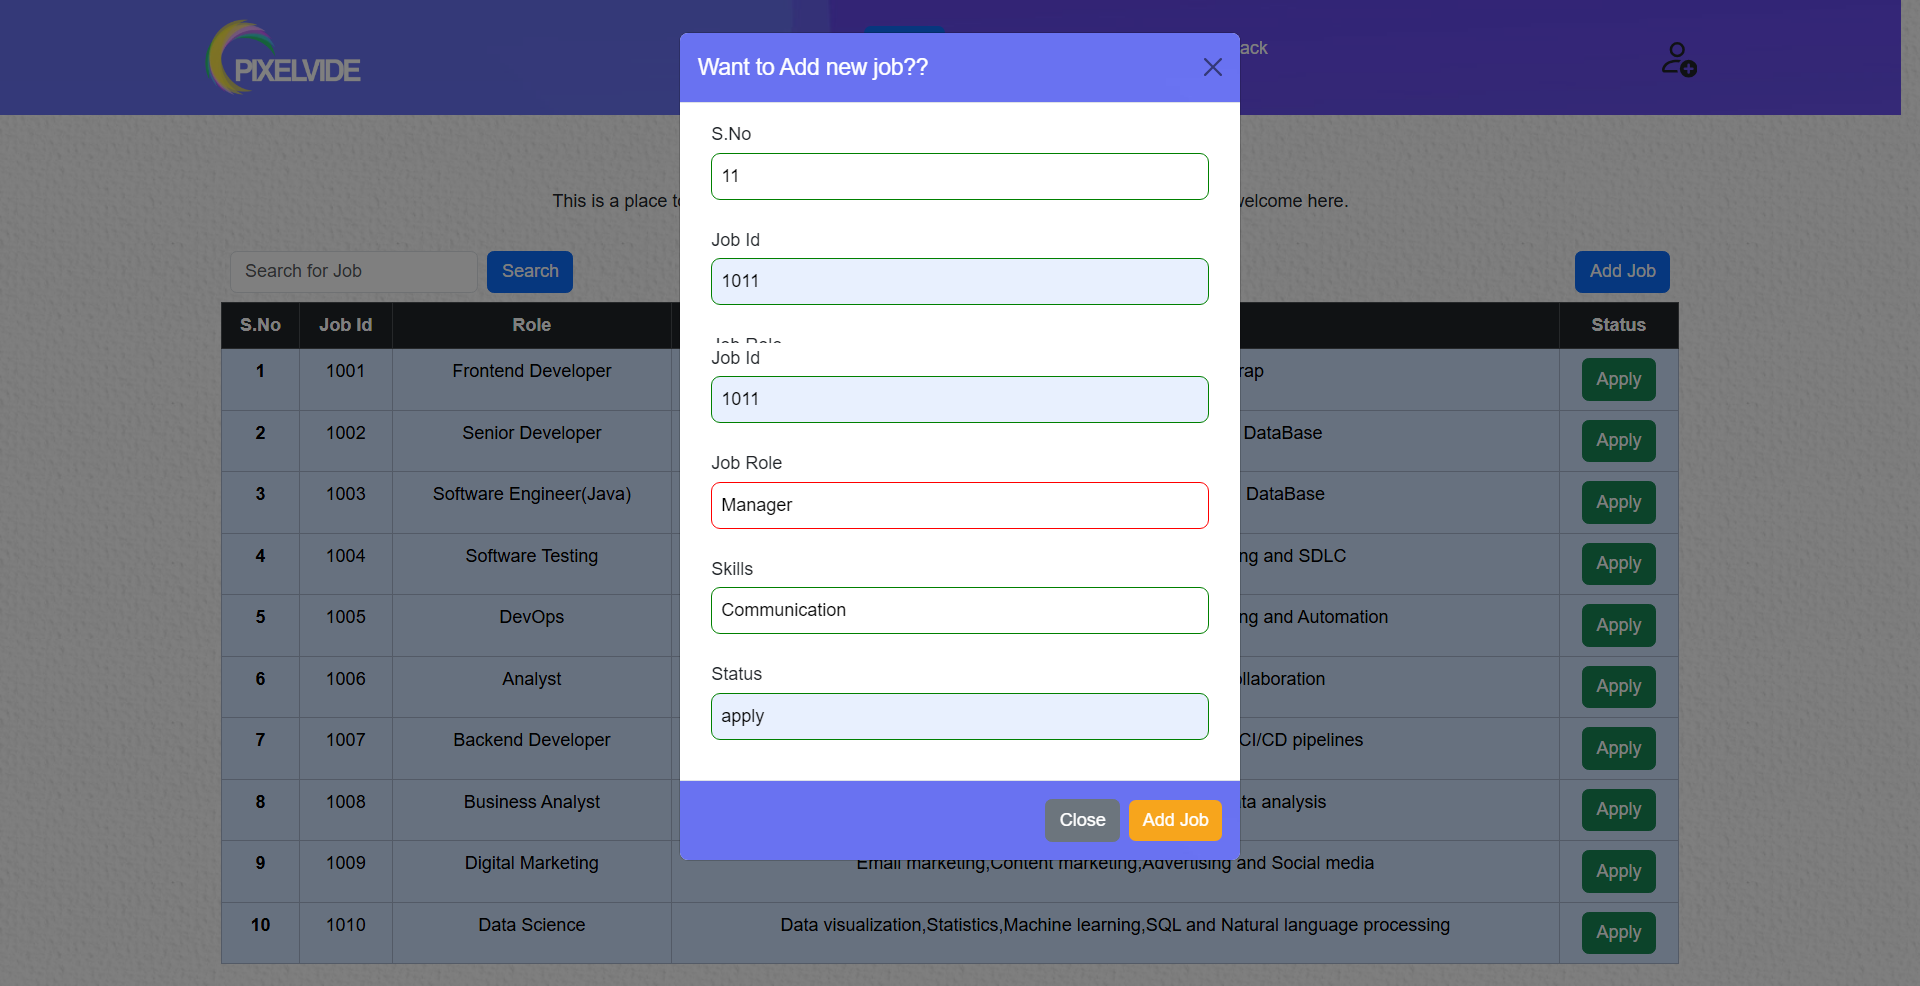 PIXELVIDE
ack
Want to Add new job??
This is a place
welcome here.
Search for Job
Search
Add Job
S.No
11
Job Id
1011
Job Id
1011
Job Role
Manager
Skills
Communication
Status
apply
Close
Add Job
S.No Job Id Role Status
1 1001 Frontend Developer rap Apply
2 1002 Senior Developer DataBase Apply
3 1003 Software Engineer(Java) DataBase Apply
4 1004 Software Testing ng and SDLC Apply
5 1005 DevOps ng and Automation Apply
6 1006 Analyst ollaboration Apply
7 1007 Backend Developer CI/CD pipelines Apply
8 1008 Business Analyst ta analysis Apply
9 1009 Digital Marketing Email marketing,Content marketing,Advertising and Social media Apply
10 1010 Data Science Data visualization,Statistics,Machine learning,SQL and Natural language processing Apply